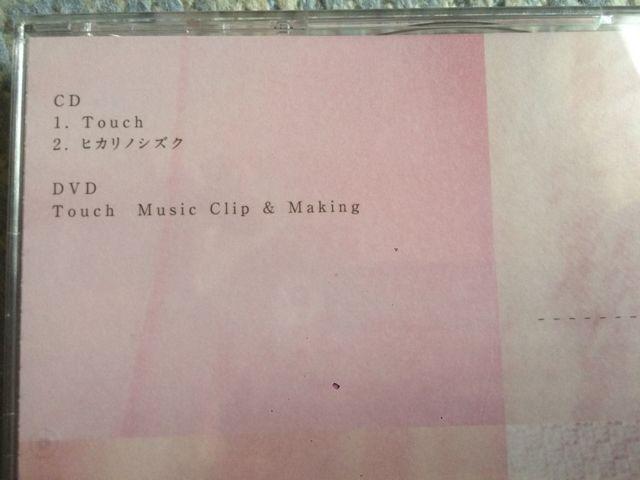 CD
1. Touch
2. ヒカリノシズク
DVD
Touch Music Clip & Making